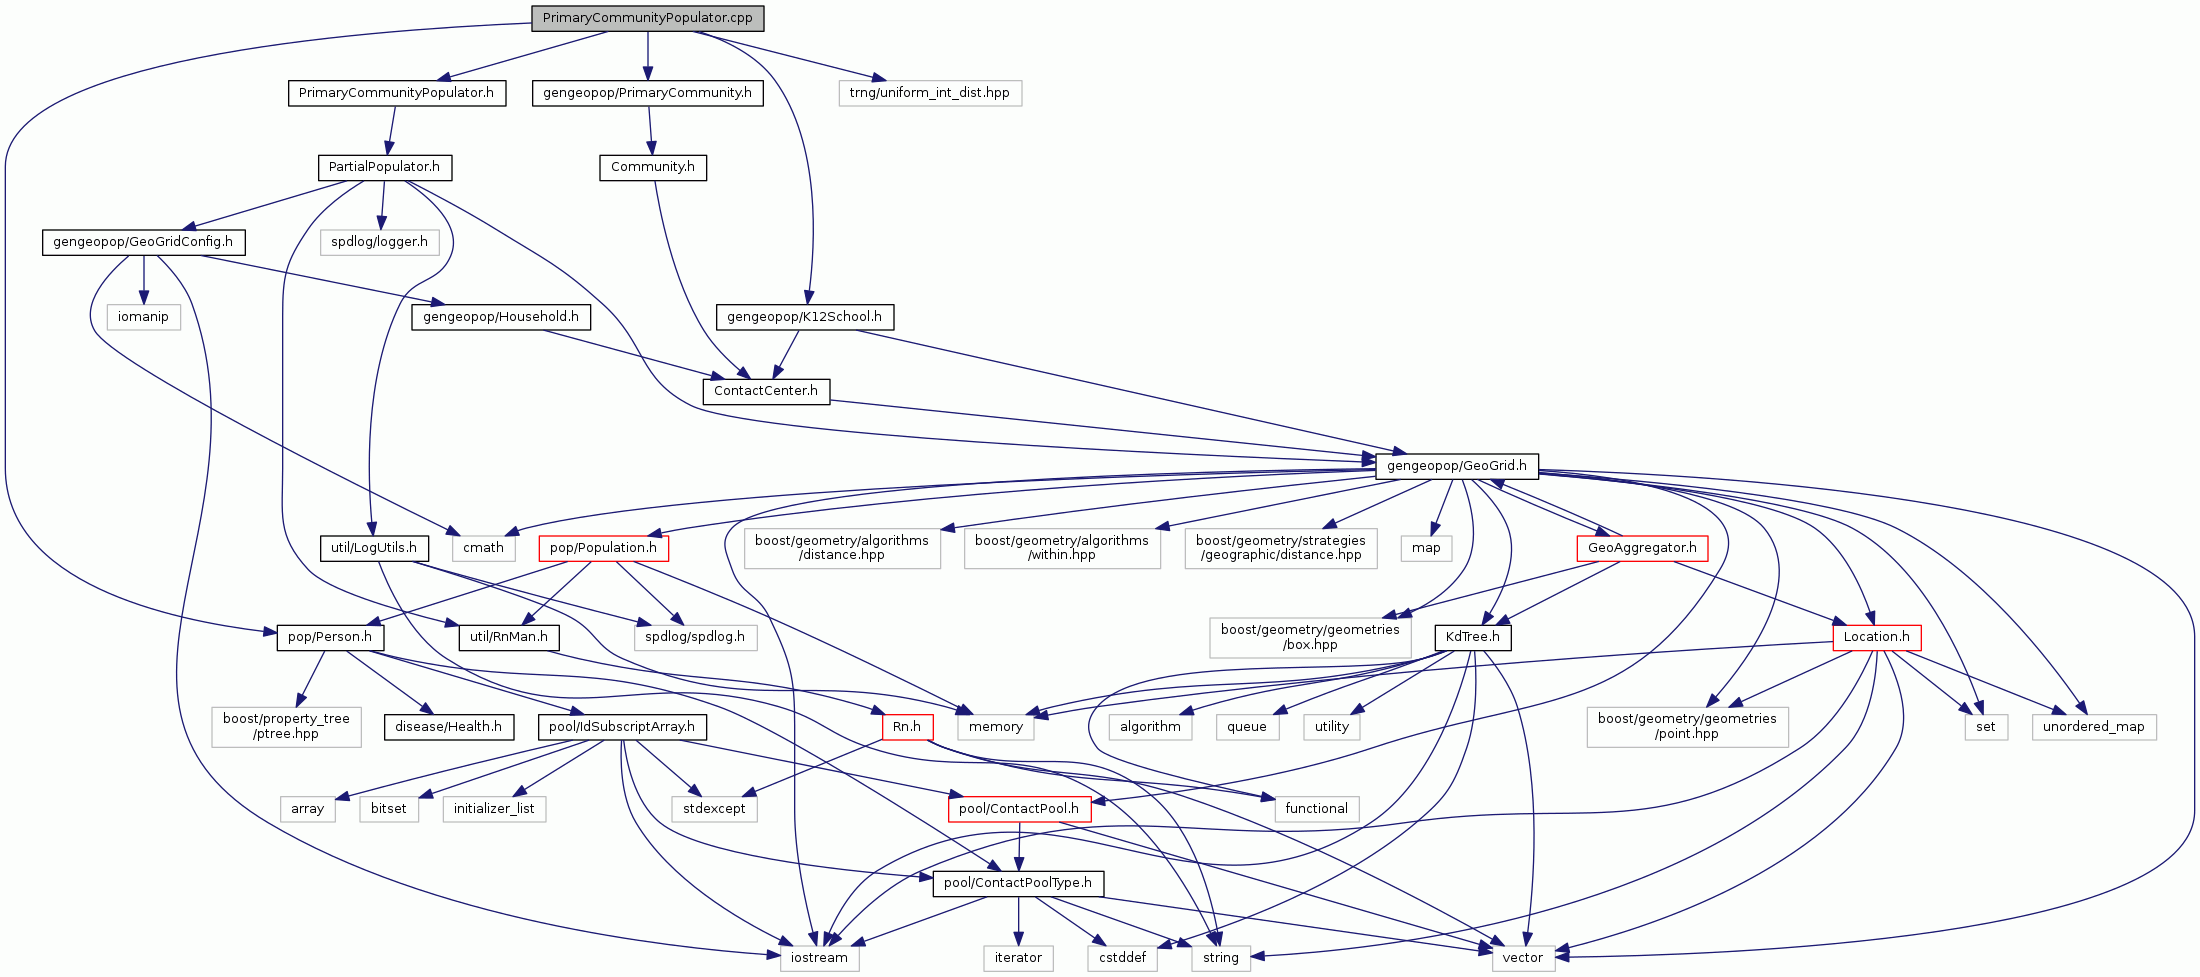 PrimaryCommunityPopulator.cpp
PrimaryCommunityPopulator.h
gengeopop/PrimaryCommunity.h
trng/uniform_int_dist.hpp
PartialPopulator.h
Community.h
gengeopop/GeoGridConfig.h
spdlog/logger.h
iomanip
gengeopop/Household.h
gengeopop/K12School.h
ContactCenter.h
gengeopop/GeoGrid.h
util/LogUtils.h
cmath
pop/Population.h
boost/geometry/algorithms
/distance.hpp
boost/geometry/algorithms
/within.hpp
boost/geometry/strategies
/geographic/distance.hpp
map
GeoAggregator.h
pop/Person.h
util/RnMan.h
spdlog/spdlog.h
boost/geometry/geometries
/box.hpp
KdTree.h
Location.h
boost/property_tree
/ptree.hpp
disease/Health.h
pool/IdSubscriptArray.h
Rn.h
memory
algorithm
queue
utility
boost/geometry/geometries
/point.hpp
set
unordered_map
array
bitset
initializer_list
stdexcept
pool/ContactPool.h
functional
pool/ContactPoolType.h
iostream
iterator
cstddef
string
vector